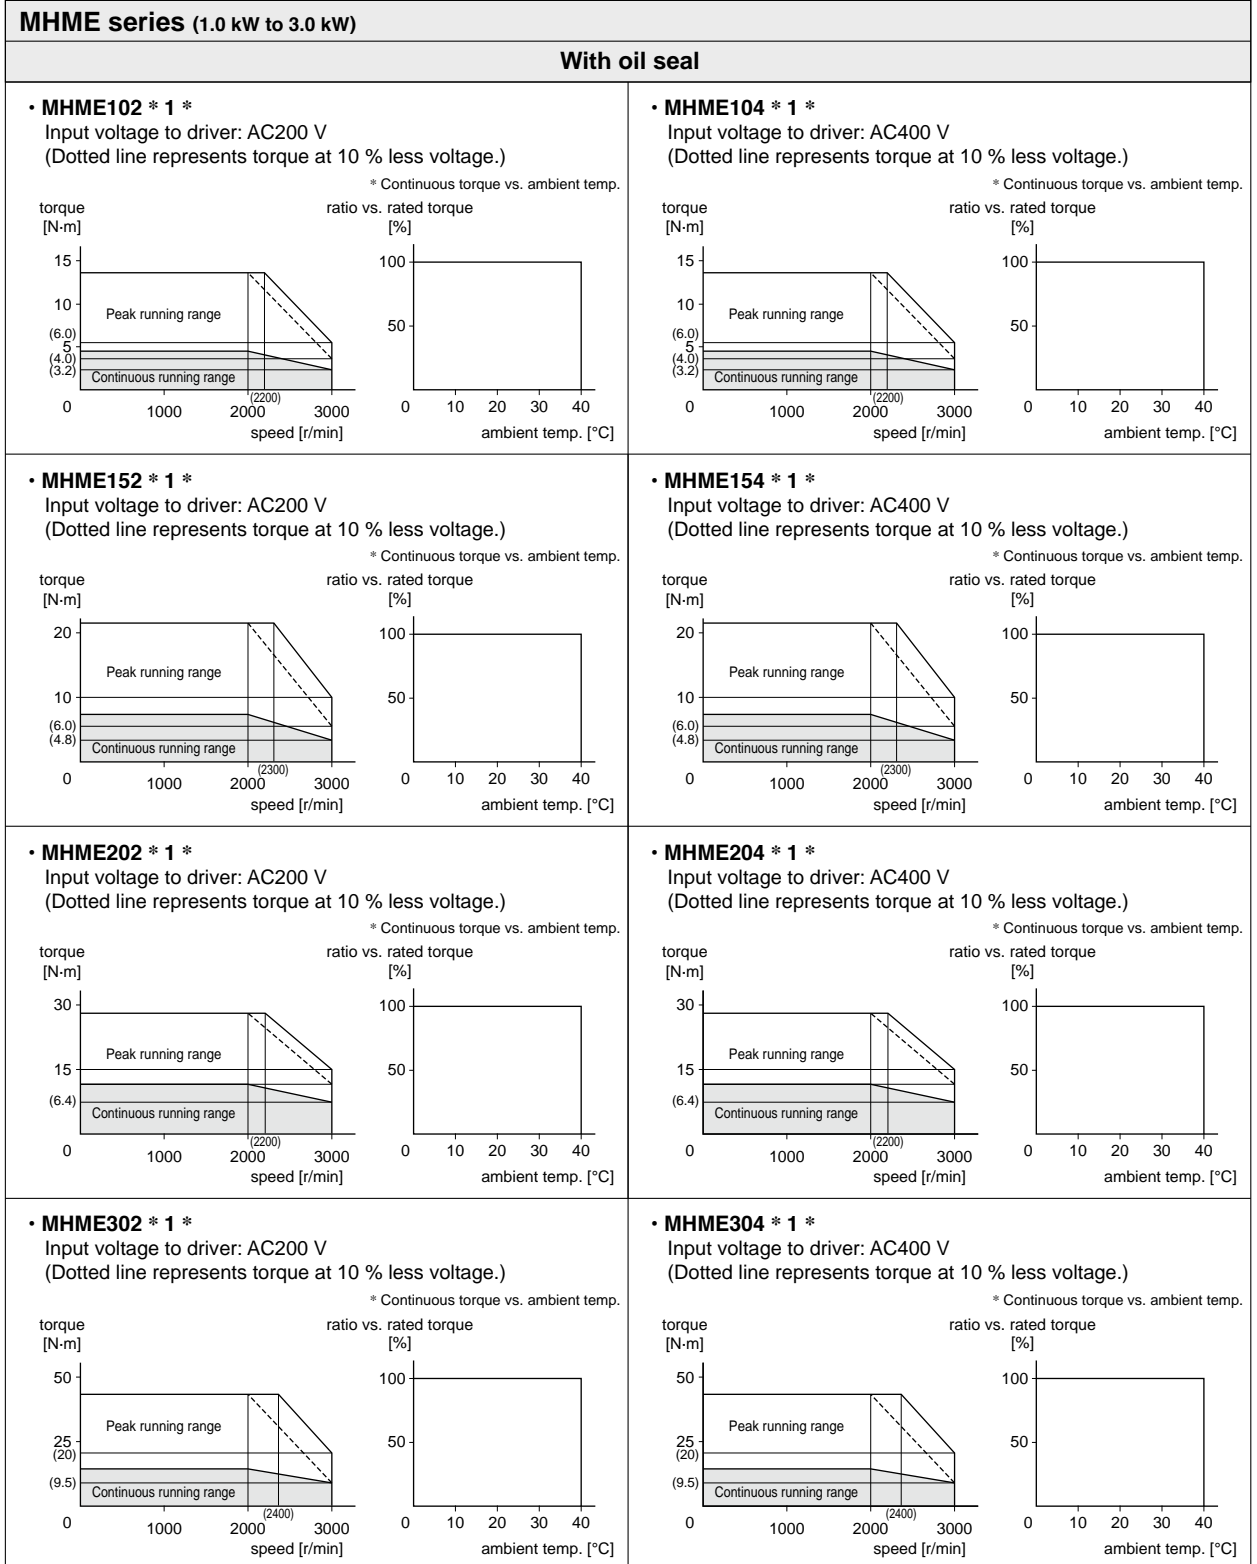 MHME series (1.0 kW to 3.0 kW)
With oil seal
・MHME102 * 1 *
Input voltage to driver: AC200 V
(Dotted line represents torque at 10 % less voltage.)
* Continuous torque vs. ambient temp.
torque
[N·m]
ratio vs. rated torque
[%]
15
10
(6.0)
5
(4.0)
(3.2)
Peak running range
Continuous running range
0 1000 2000 (2200) 3000
speed [r/min]
100
50
0 10 20 30 40
ambient temp. [°C]
・MHME104 * 1 *
Input voltage to driver: AC400 V
(Dotted line represents torque at 10 % less voltage.)
* Continuous torque vs. ambient temp.
torque
[N·m]
ratio vs. rated torque
[%]
15
10
(6.0)
5
(4.0)
(3.2)
Peak running range
Continuous running range
0 1000 2000 (2200) 3000
speed [r/min]
100
50
0 10 20 30 40
ambient temp. [°C]
・MHME152 * 1 *
Input voltage to driver: AC200 V
(Dotted line represents torque at 10 % less voltage.)
* Continuous torque vs. ambient temp.
torque
[N·m]
ratio vs. rated torque
[%]
20
10
(6.0)
(4.8)
Peak running range
Continuous running range
0 1000 2000 (2300) 3000
speed [r/min]
100
50
0 10 20 30 40
ambient temp. [°C]
・MHME154 * 1 *
Input voltage to driver: AC400 V
(Dotted line represents torque at 10 % less voltage.)
* Continuous torque vs. ambient temp.
torque
[N·m]
ratio vs. rated torque
[%]
20
10
(6.0)
(4.8)
Peak running range
Continuous running range
0 1000 2000 (2300) 3000
speed [r/min]
100
50
0 10 20 30 40
ambient temp. [°C]
・MHME202 * 1 *
Input voltage to driver: AC200 V
(Dotted line represents torque at 10 % less voltage.)
* Continuous torque vs. ambient temp.
torque
[N·m]
ratio vs. rated torque
[%]
30
15
(6.4)
Peak running range
Continuous running range
0 1000 2000 (2200) 3000
speed [r/min]
100
50
0 10 20 30 40
ambient temp. [°C]
・MHME204 * 1 *
Input voltage to driver: AC400 V
(Dotted line represents torque at 10 % less voltage.)
* Continuous torque vs. ambient temp.
torque
[N·m]
ratio vs. rated torque
[%]
30
15
(6.4)
Peak running range
Continuous running range
0 1000 2000 (2200) 3000
speed [r/min]
100
50
0 10 20 30 40
ambient temp. [°C]
・MHME302 * 1 *
Input voltage to driver: AC200 V
(Dotted line represents torque at 10 % less voltage.)
* Continuous torque vs. ambient temp.
torque
[N·m]
ratio vs. rated torque
[%]
50
25
(20)
(9.5)
Peak running range
Continuous running range
0 1000 2000 (2400) 3000
speed [r/min]
100
50
0 10 20 30 40
ambient temp. [°C]
・MHME304 * 1 *
Input voltage to driver: AC400 V
(Dotted line represents torque at 10 % less voltage.)
* Continuous torque vs. ambient temp.
torque
[N·m]
ratio vs. rated torque
[%]
50
25
(20)
(9.5)
Peak running range
Continuous running range
0 1000 2000 (2400) 3000
speed [r/min]
100
50
0 10 20 30 40
ambient temp. [°C]